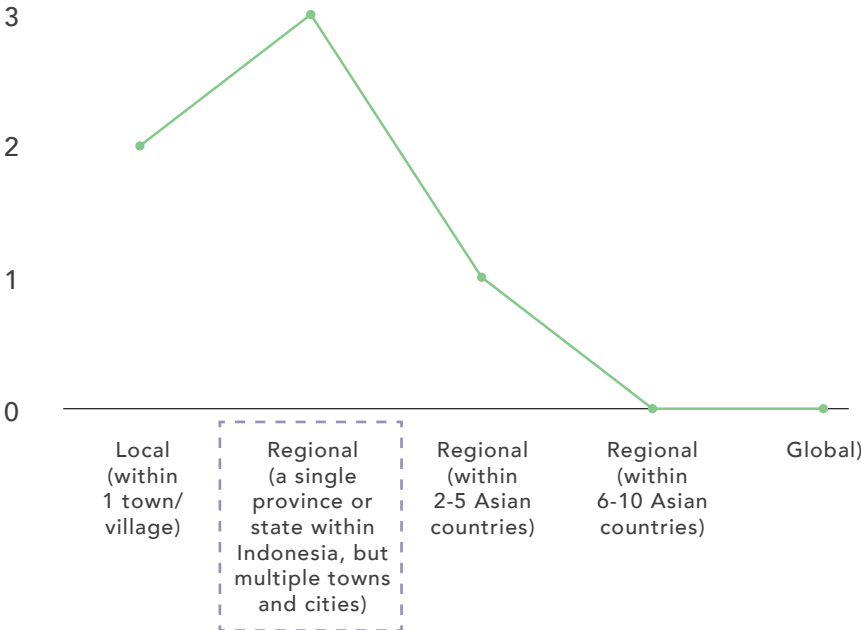 3
2
1
0
Local
(within
1 town/
village)
Regional
(a single
province or
state within
Indonesia, but
multiple towns
and cities)
Regional
(within
2-5 Asian
countries)
Regional
(within
6-10 Asian
countries)
Global)